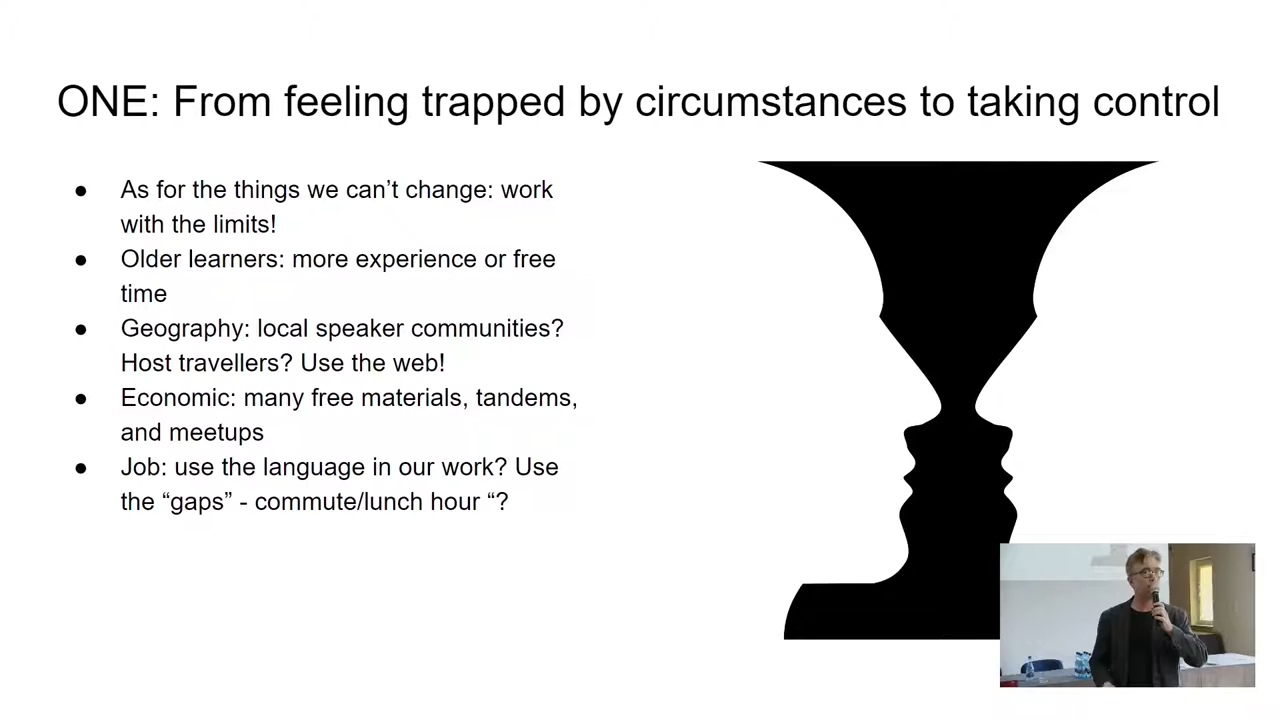 ONE: From feeling trapped by circumstances to taking control
● As for the things we can’t change: work
with the limits!
● Older learners: more experience or free
time
● Geography: local speaker communities?
Host travellers? Use the web!
● Economic: many free materials, tandems,
and meetups
● Job: use the language in our work? Use
the “gaps” - commute/lunch hour “?